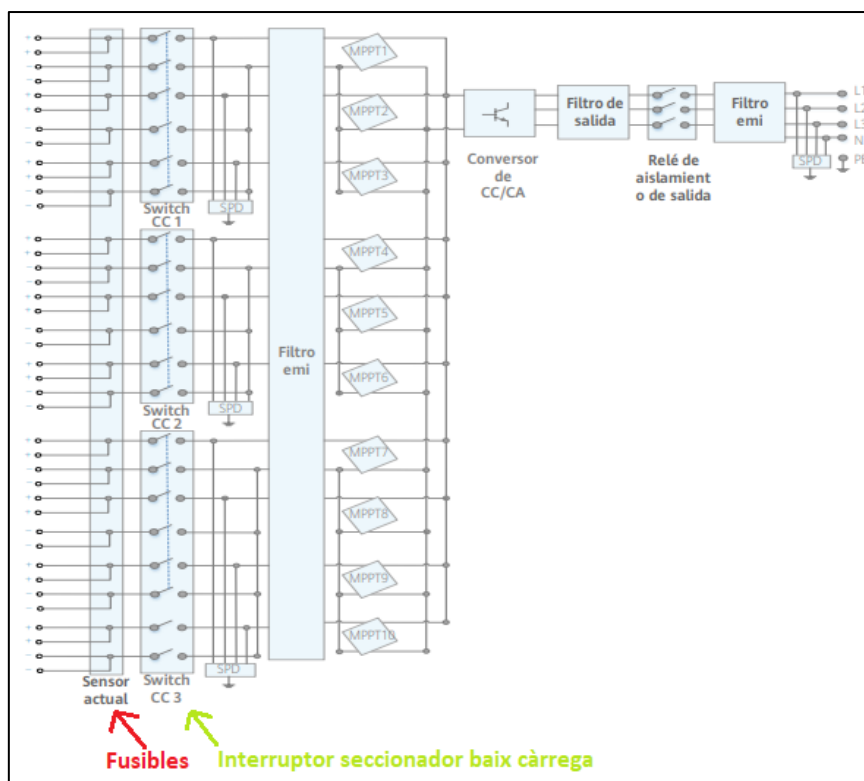 MPPT1
MPPT2
MPPT3
SPD
Switch
CC 1
MPPT4
MPPT5
MPPT6
SPD
Switch
CC 2
MPPT7
MPPT8
MPPT9
MPPT10
SPD
Sensor
actual
Switch
CC 3
Filtro
emi
Conversor
de
CC/CA
Filtro de
salida
Relé de
aislamient
o de salida
Filtro
emi
SPD
L1
L2
L3
N
PE
Fusibles
Interruptor seccionador baix càrrega